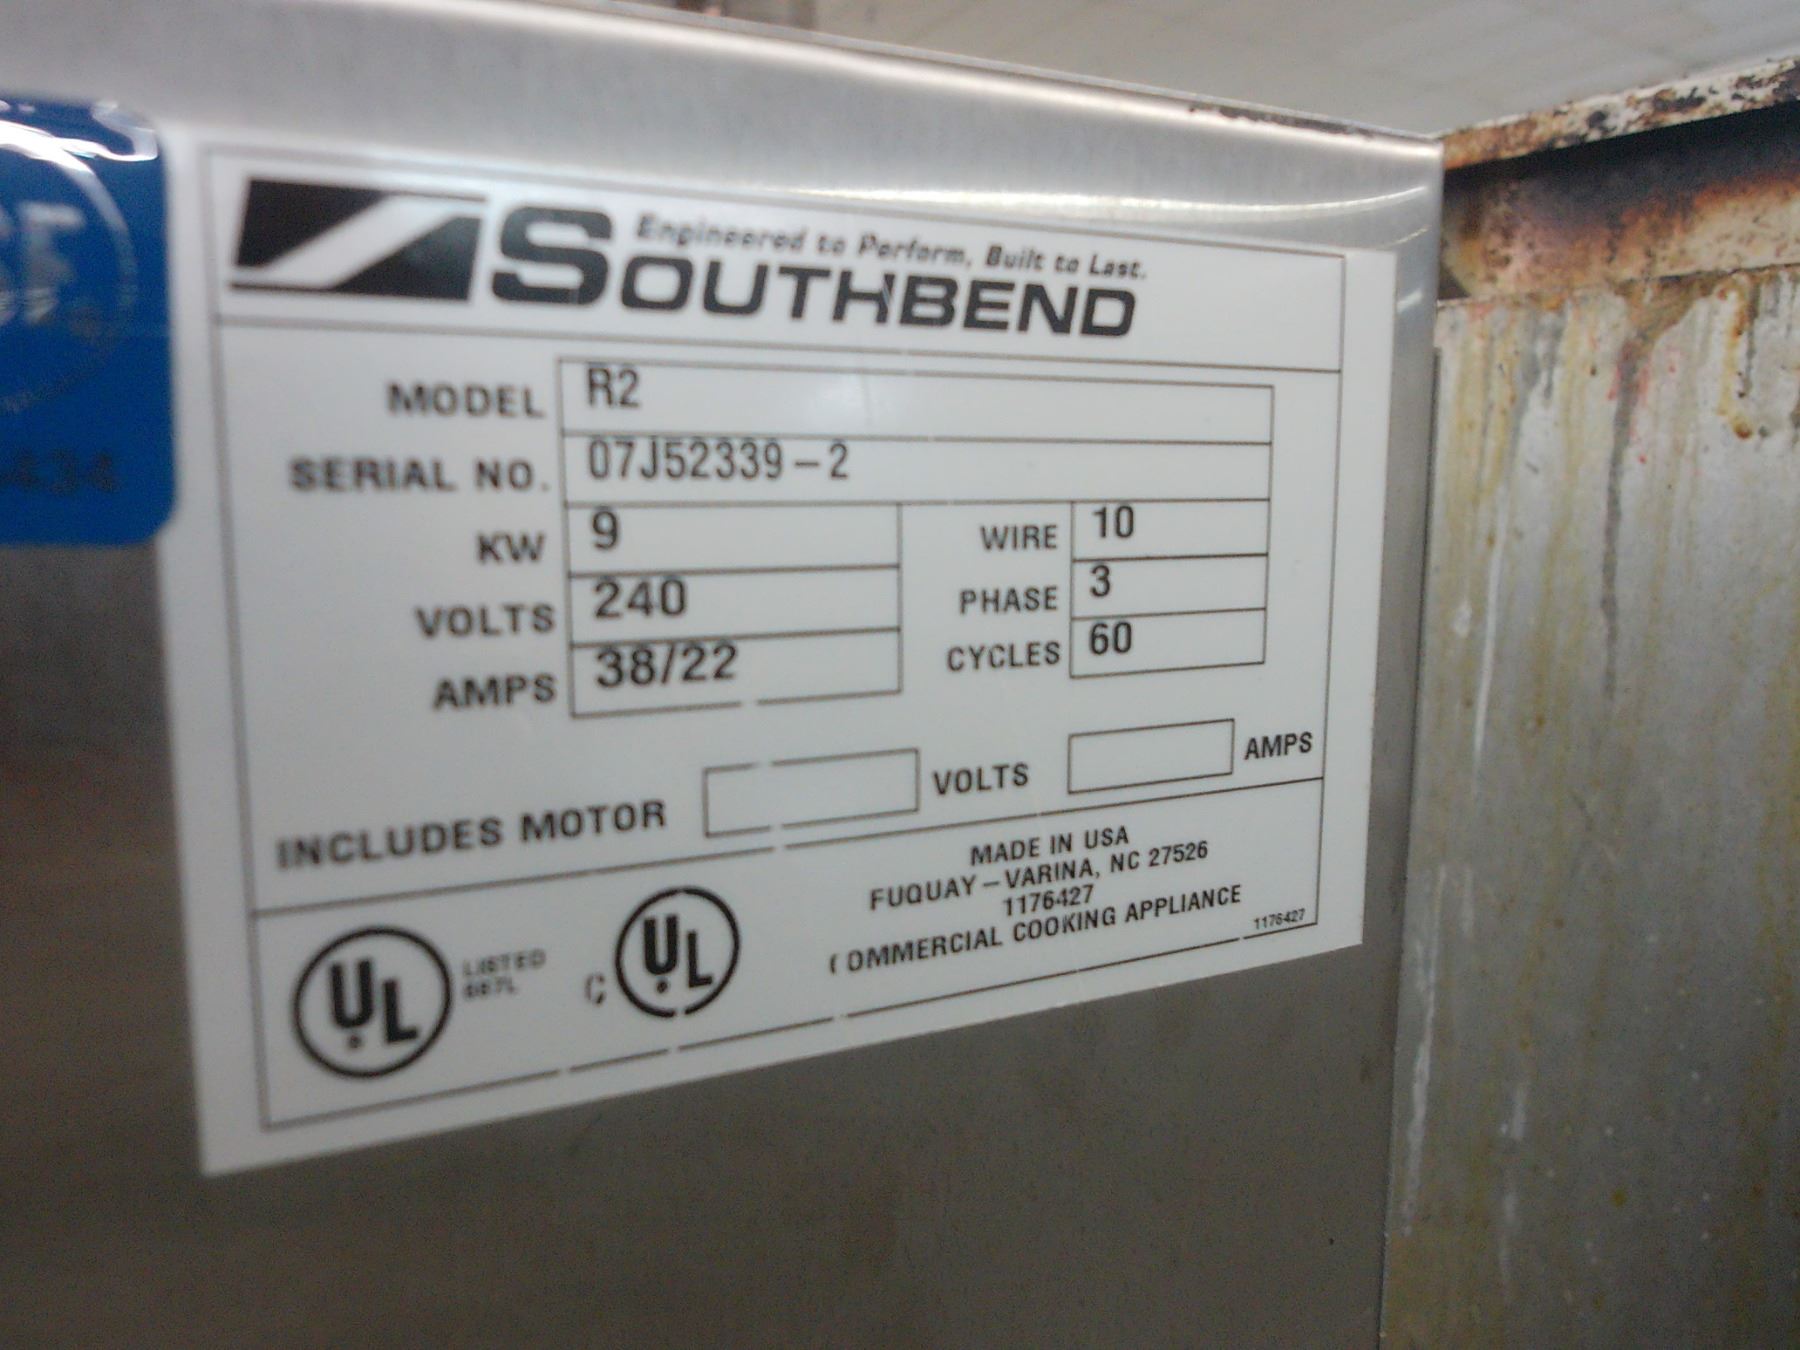 Engineered to Perform, Built to Last.
SOUTHBEND
MODEL R2
SERIAL NO. 07J52339-2
KW 9 WIRE 10
VOLTS 240 PHASE 3
AMPS 38/22 CYCLES 60
INCLUDES MOTOR VOLTS AMPS
MADE IN USA
FUQUAY-VARINA, NC 27526
1176427
COMMERCIAL COOKING APPLIANCE
1176427
UL LISTED
C UL
434